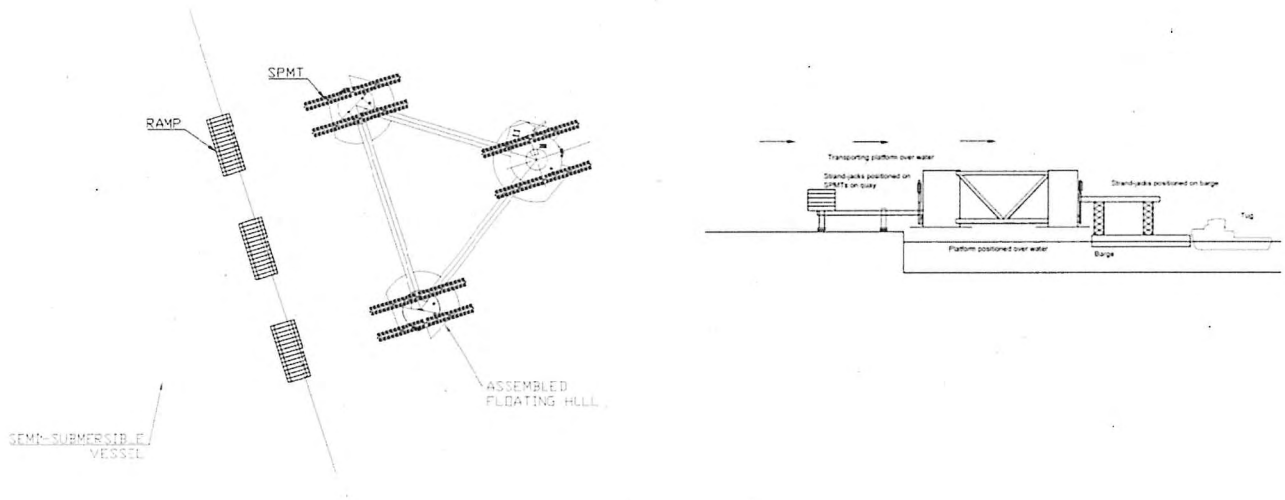 SPMT
RAMP
ASSEMBLED
FLOATING HULL
SEMI-SUBMERSIBLE
VESSEL
Transporting platform over water
Strand-jacks positioned on
SPMTs on quay
Strand-jacks positioned on barge
Tug
Platform positioned over water
Barge